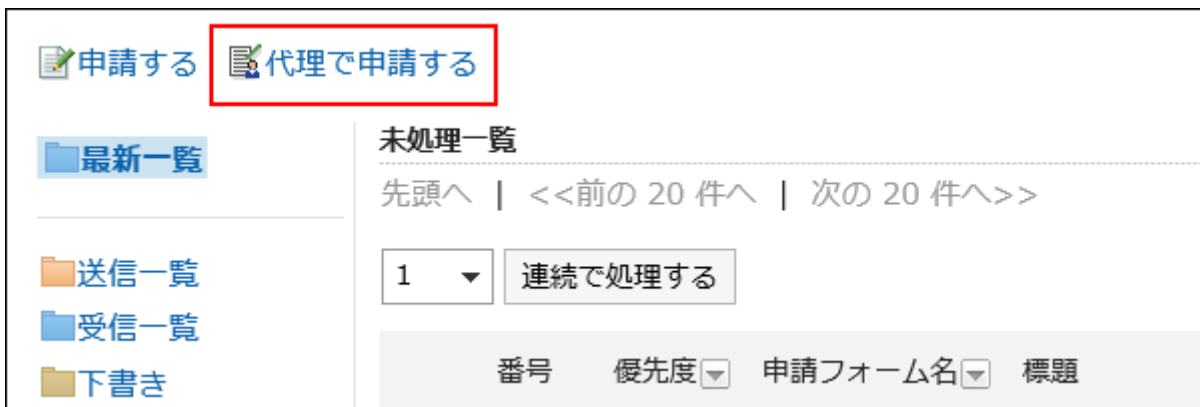 申請する 代理で申請する
最新一覧
未処理一覧
先頭へ | <<前の 20 件へ | 次の 20 件へ>>
1 連続で処理する
送信一覧
受信一覧
下書き
番号 優先度 申請フォーム名 標題